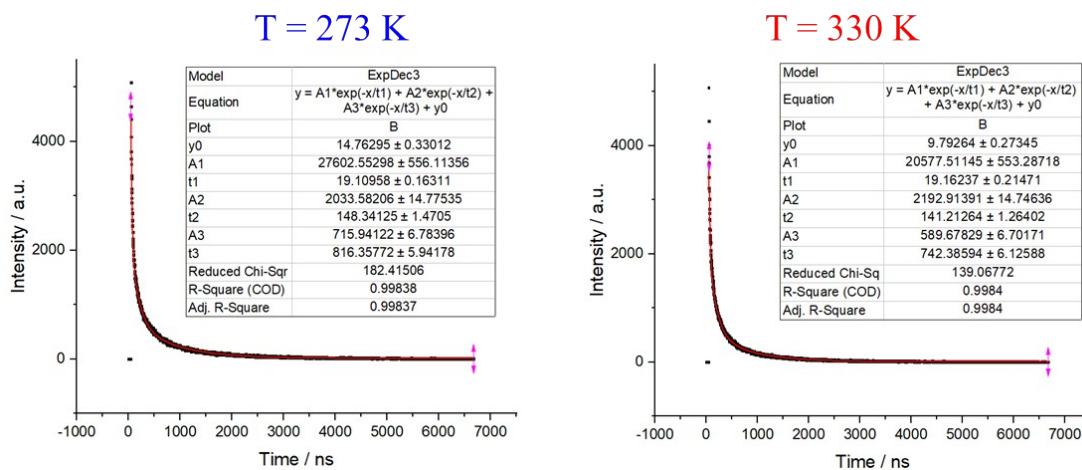 T = 273 K
Model ExpDec3
Equation y = A1*exp(-x/t1) + A2*exp(-x/t2) +
A3*exp(-x/t3) + y0
Plot B
y0 14.76295 ± 0.33012
A1 27602.55298 ± 556.11356
t1 19.10958 ± 0.16311
A2 2033.58206 ± 14.77535
t2 148.34125 ± 1.4705
A3 715.94122 ± 6.78396
t3 816.35772 ± 5.94178
Reduced Chi-Sqr 182.41506
R-Square (COD) 0.99838
Adj. R-Square 0.99837
Intensity / a.u.
4000
2000
0
-1000 0 1000 2000 3000 4000 5000 6000 7000
Time / ns
T = 330 K
Model ExpDec3
Equation y = A1*exp(-x/t1) + A2*exp(-x/t2)
+ A3*exp(-x/t3) + y0
Plot B
y0 9.79264 ± 0.27345
A1 20577.51145 ± 553.28718
t1 19.16237 ± 0.21471
A2 2192.91391 ± 14.74636
t2 141.21264 ± 1.26402
A3 589.67829 ± 6.70171
t3 742.38594 ± 6.12588
Reduced Chi-Sq 139.06772
R-Square (COD) 0.9984
Adj. R-Square 0.9984
Intensity / a.u.
4000
2000
0
-1000 0 1000 2000 3000 4000 5000 6000 7000
Time / ns